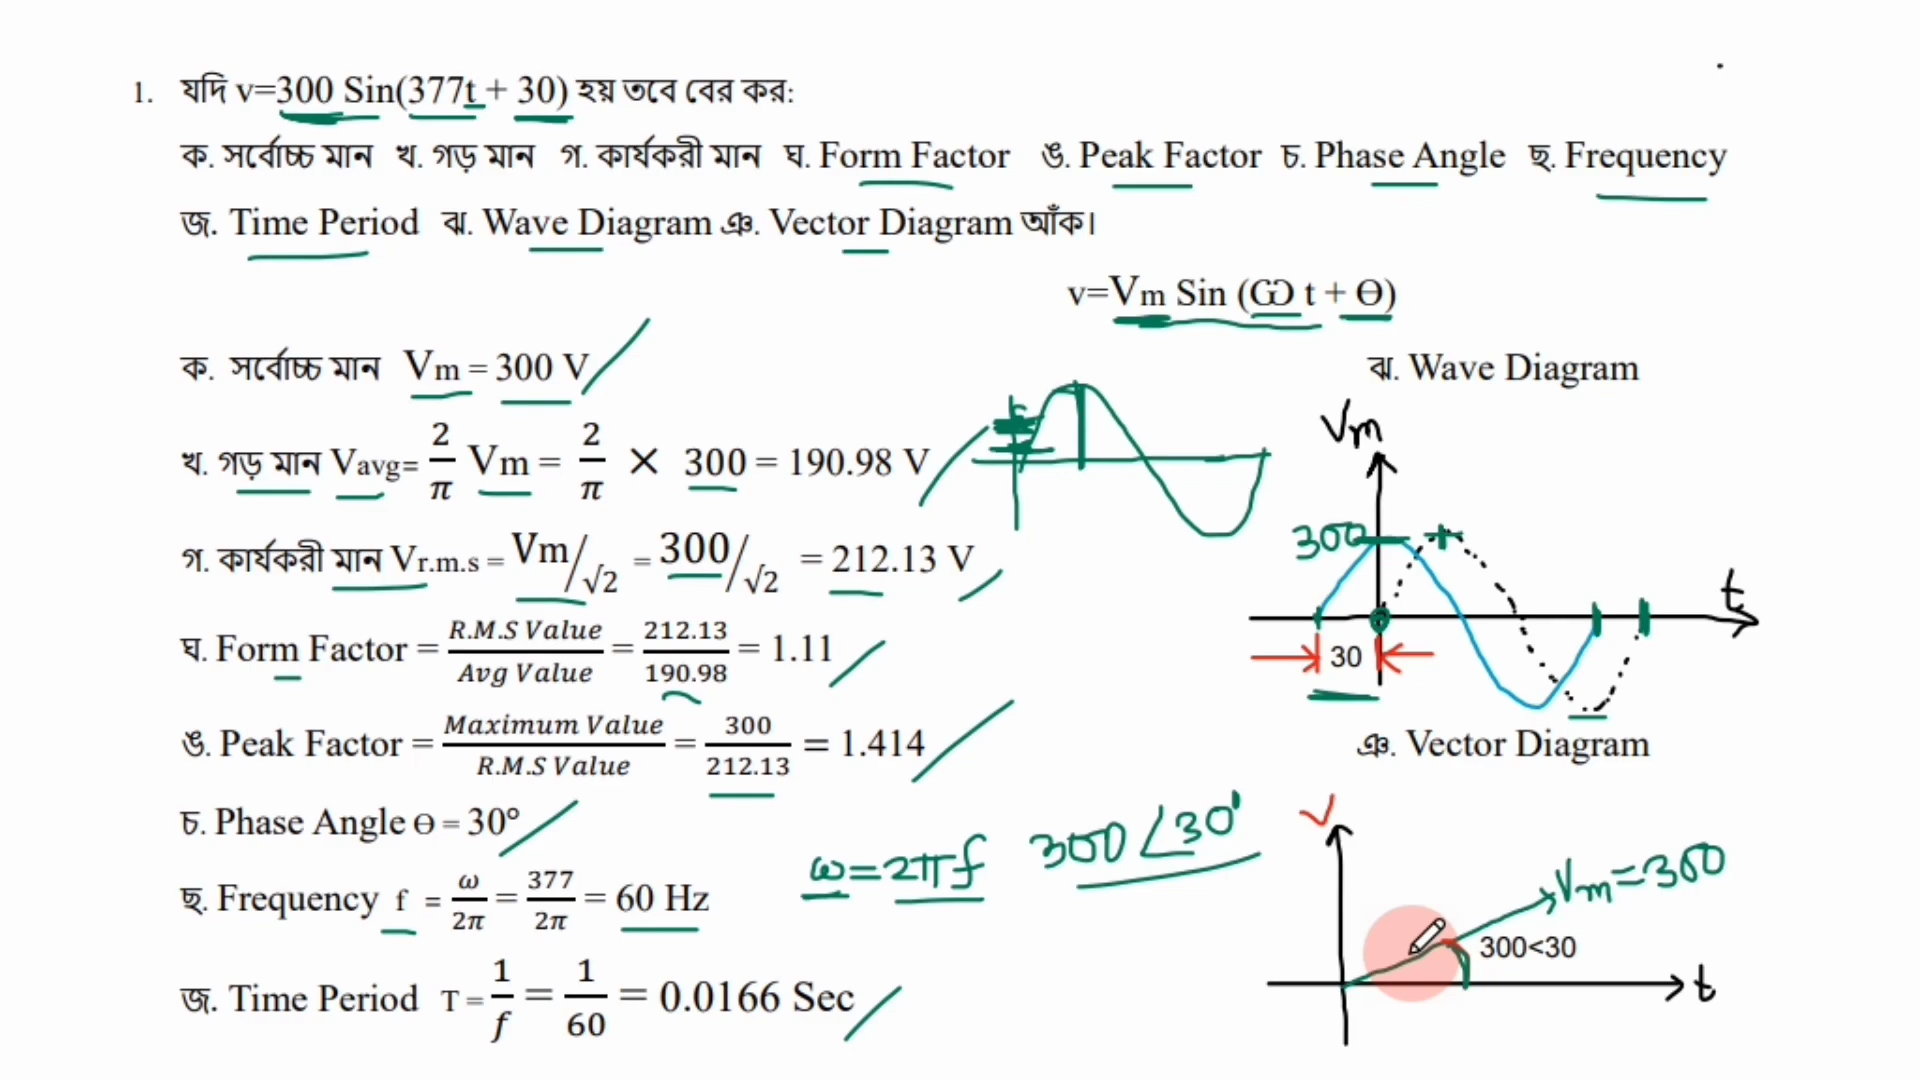 1. যদি v=300 Sin(377t + 30) হয় তবে বের কর:
ক. সর্বোচ্চ মান খ. গড় মান গ. কার্যকরী মান ঘ. Form Factor ঙ. Peak Factor চ. Phase Angle ছ. Frequency
জ. Time Period ঝ. Wave Diagram ঞ. Vector Diagram আঁক।
v=Vm Sin (Ѡ t + Ө)
ক. সর্বোচ্চ মান Vm = 300 V
খ. গড় মান Vavg= 2/π Vm = 2/π × 300 = 190.98 V
গ. কার্যকরী মান Vr.m.s = Vm/√2 = 300/√2 = 212.13 V
ঘ. Form Factor = R.M.S Value/Avg Value = 212.13/190.98 = 1.11
ঙ. Peak Factor = Maximum Value/R.M.S Value = 300/212.13 = 1.414
চ. Phase Angle Ө = 30°
ছ. Frequency f = ω/2π = 377/2π = 60 Hz
জ. Time Period T = 1/f = 1/60 = 0.0166 Sec
ω=2πf
300∠30°
ঝ. Wave Diagram
Vm
300
t
30
ঞ. Vector Diagram
V
Vm=300
300<30
t